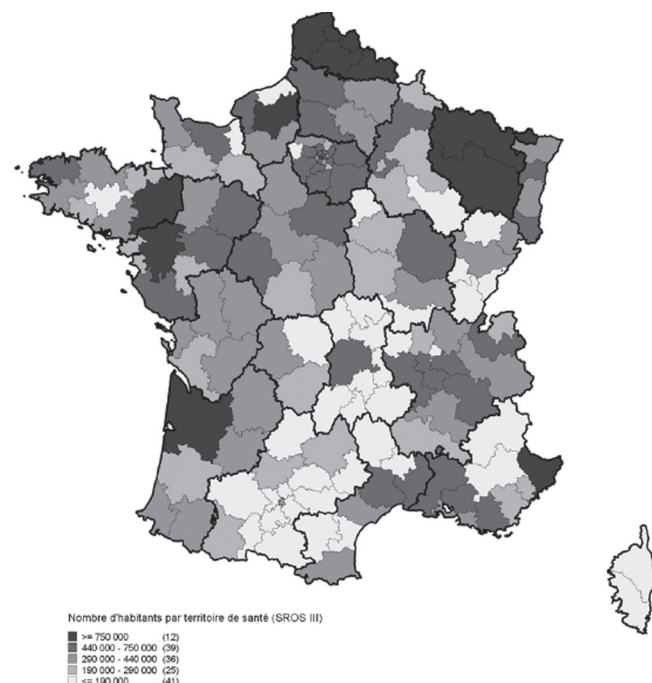 Nombre d'habitants par territoire de santé (SROS III)
>= 750 000 (12)
440 000 - 750 000 (39)
290 000 - 440 000 (36)
190 000 - 290 000 (25)
<= 190 000 (41)